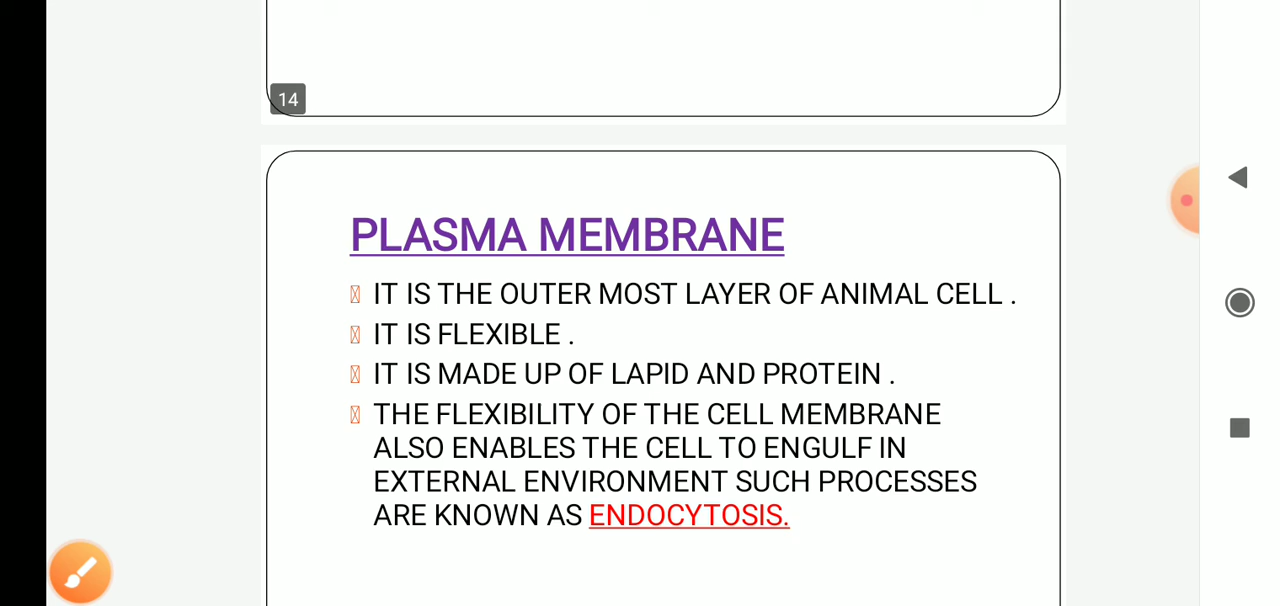 14
PLASMA MEMBRANE
IT IS THE OUTER MOST LAYER OF ANIMAL CELL .
IT IS FLEXIBLE .
IT IS MADE UP OF LAPID AND PROTEIN .
THE FLEXIBILITY OF THE CELL MEMBRANE
ALSO ENABLES THE CELL TO ENGULF IN
EXTERNAL ENVIRONMENT SUCH PROCESSES
ARE KNOWN AS ENDOCYTOSIS.